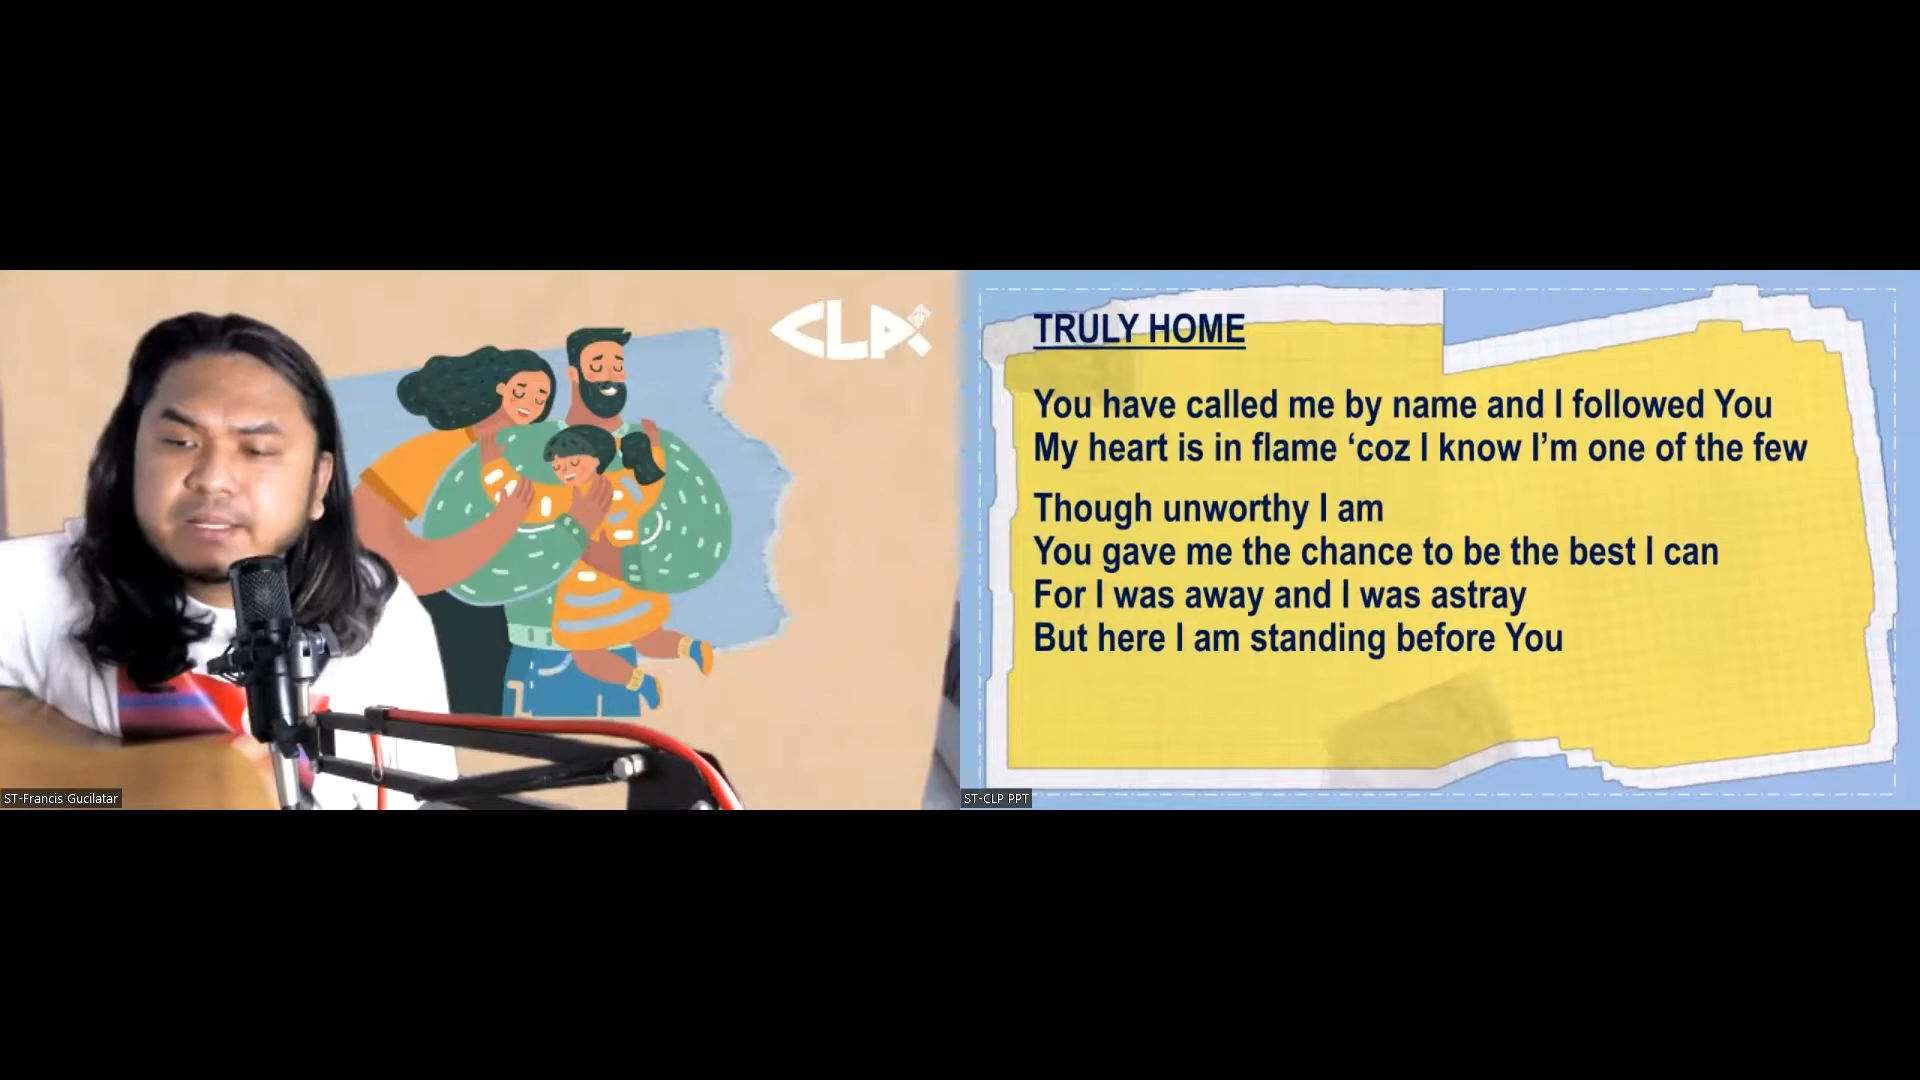 CLP
TRULY HOME
You have called me by name and I followed You
My heart is in flame ‘coz I know I’m one of the few
Though unworthy I am
You gave me the chance to be the best I can
For I was away and I was astray
But here I am standing before You
ST-Francis Gucilatar
ST-CLP PPT